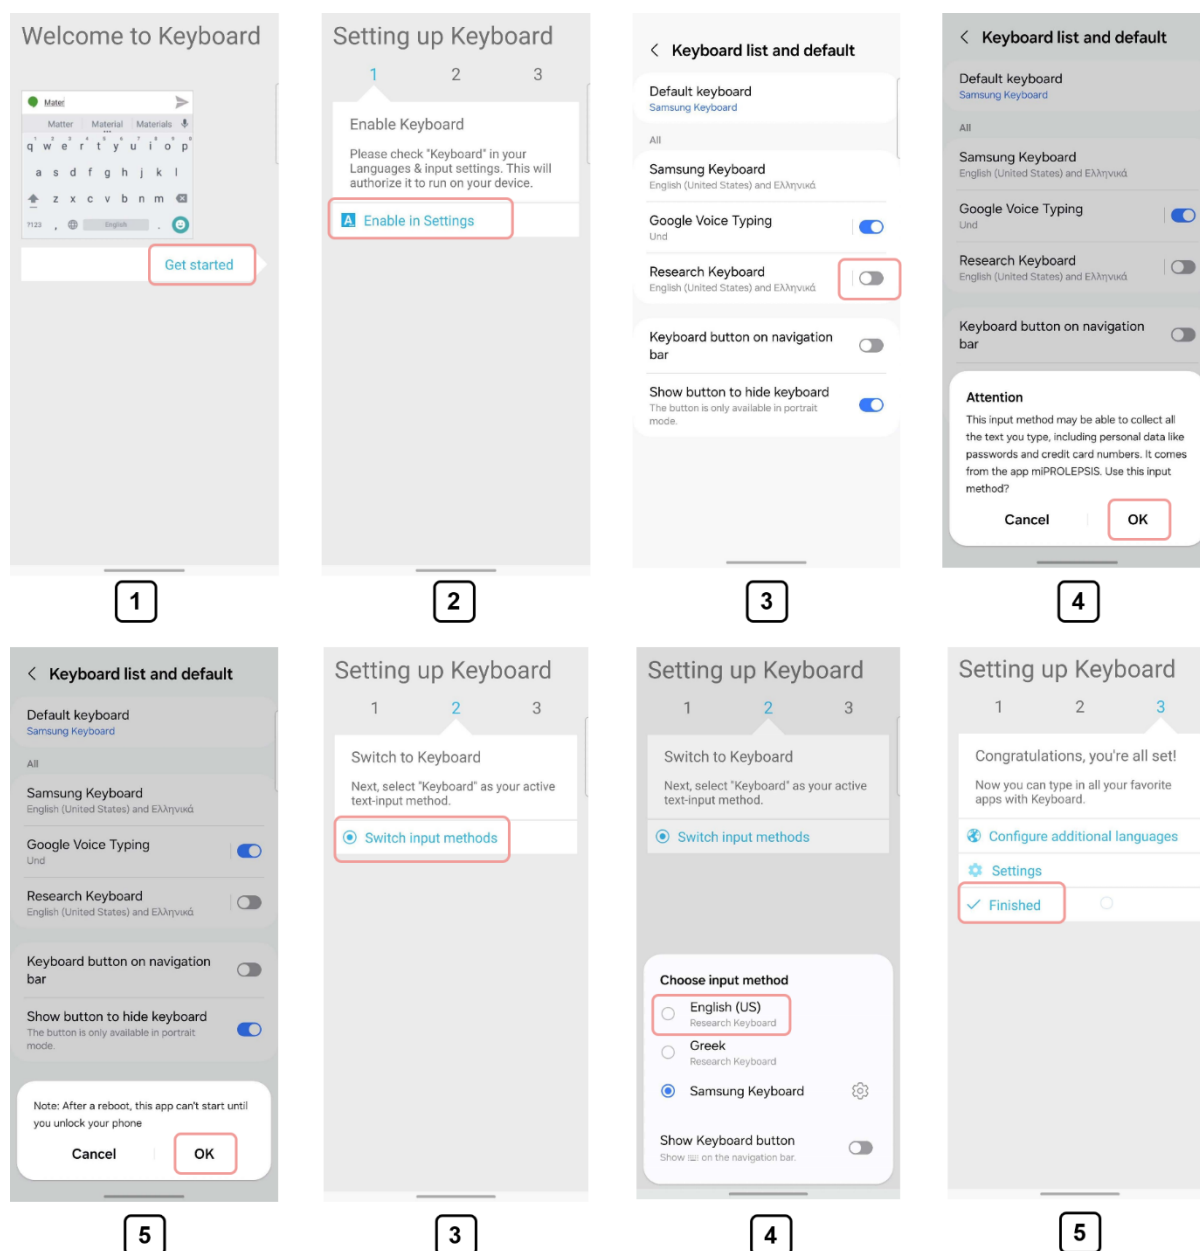 Welcome to Keyboard
Mater
Matter Material Materials
q w e r t y u i o p
a s d f g h j k l
z x c v b n m
?123 , English .
Get started
1
Setting up Keyboard
1 2 3
Enable Keyboard
Please check "Keyboard" in your
Languages & input settings. This will
authorize it to run on your device.
A Enable in Settings
2
Keyboard list and default
Default keyboard
Samsung Keyboard
All
Samsung Keyboard
English (United States) and Ελληνικά
Google Voice Typing
Und
Research Keyboard
English (United States) and Ελληνικά
Keyboard button on navigation
bar
Show button to hide keyboard
The button is only available in portrait
mode.
3
Keyboard list and default
Default keyboard
Samsung Keyboard
All
Samsung Keyboard
English (United States) and Ελληνικά
Google Voice Typing
Und
Research Keyboard
English (United States) and Ελληνικά
Keyboard button on navigation
bar
Attention
This input method may be able to collect all
the text you type, including personal data like
passwords and credit card numbers. It comes
from the app miPROLEPSIS. Use this input
method?
Cancel OK
4
Keyboard list and default
Default keyboard
Samsung Keyboard
All
Samsung Keyboard
English (United States) and Ελληνικά
Google Voice Typing
Und
Research Keyboard
English (United States) and Ελληνικά
Keyboard button on navigation
bar
Show button to hide keyboard
The button is only available in portrait
mode.
Note: After a reboot, this app can't start until
you unlock your phone
Cancel OK
5
Setting up Keyboard
1 2 3
Switch to Keyboard
Next, select "Keyboard" as your active
text-input method.
Switch input methods
3
Setting up Keyboard
1 2 3
Switch to Keyboard
Next, select "Keyboard" as your active
text-input method.
Switch input methods
Choose input method
English (US)
Research Keyboard
Greek
Research Keyboard
Samsung Keyboard
Show Keyboard button
Show on the navigation bar.
4
Setting up Keyboard
1 2 3
Congratulations, you're all set!
Now you can type in all your favorite
apps with Keyboard.
Configure additional languages
Settings
Finished
5